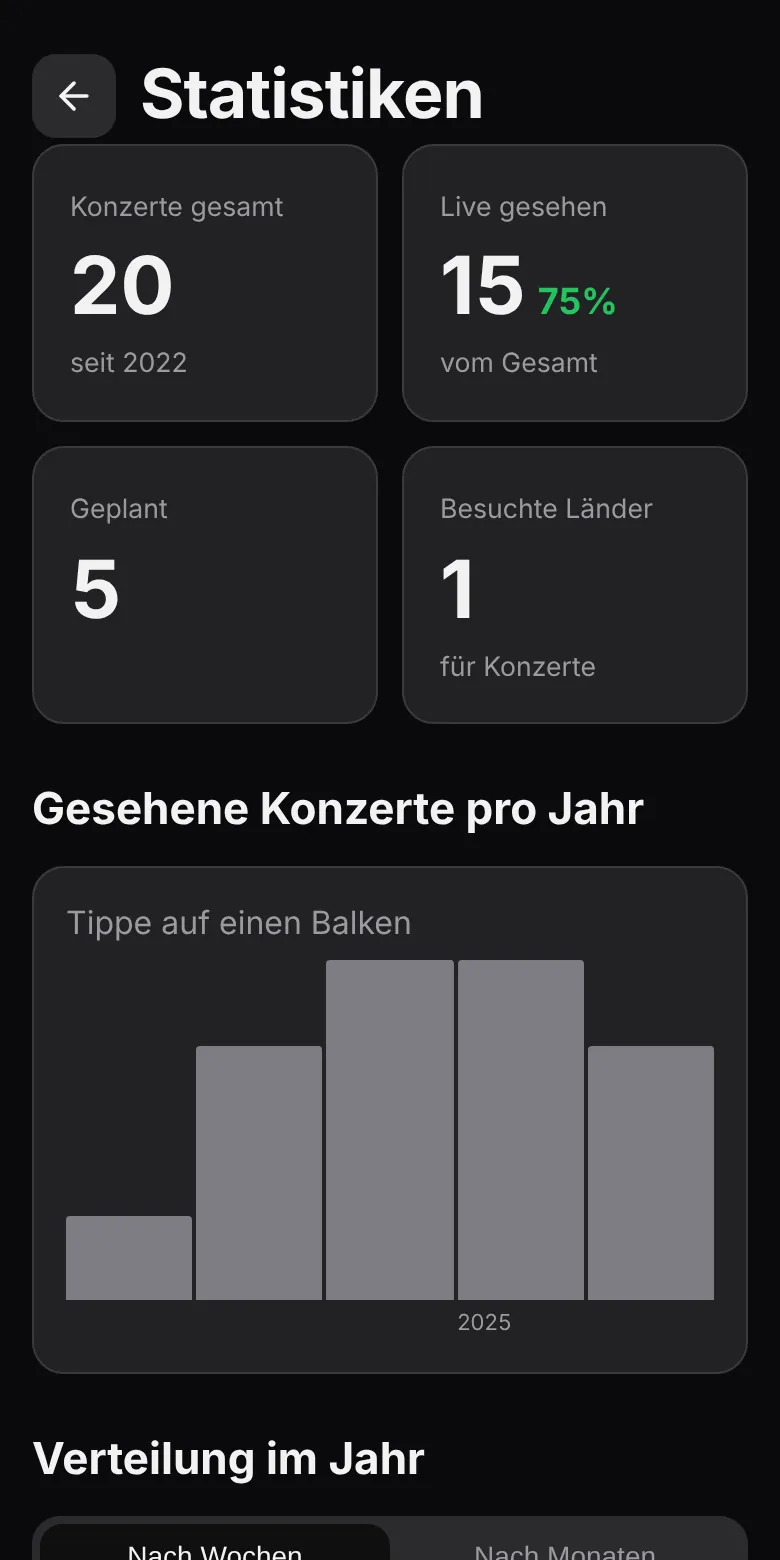 Statistiken
Konzerte gesamt
20
seit 2022
Live gesehen
15 75%
vom Gesamt
Geplant
5
Besuchte Länder
1
für Konzerte
Gesehene Konzerte pro Jahr
Tippe auf einen Balken
2025
Verteilung im Jahr
Nach Wochen
Nach Monaten